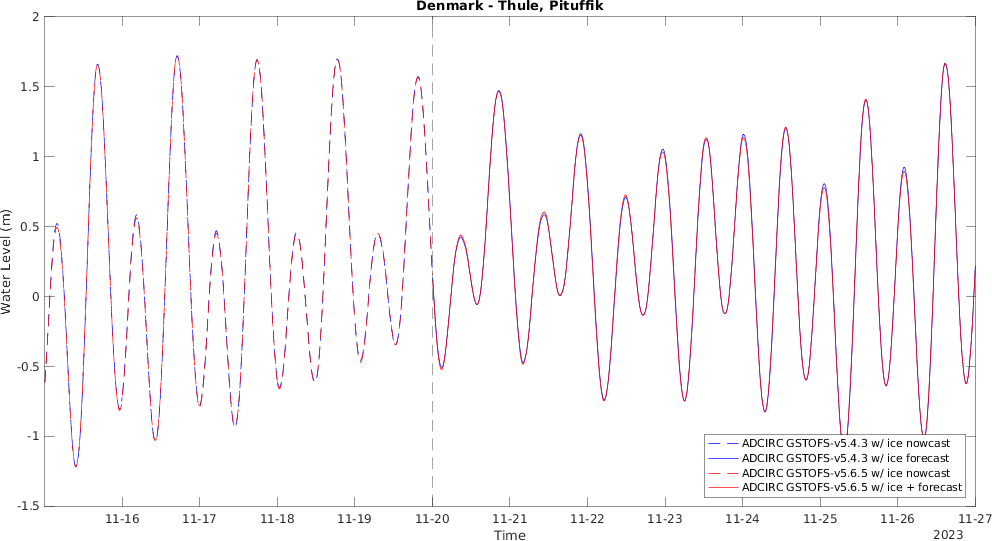 Denmark - Thule, Pituffik
2
1.5
1
0.5
0
-0.5
-1
-1.5
Water Level (m)
ADCIRC GSTOFS-v5.4.3 w/ ice nowcast
ADCIRC GSTOFS-v5.4.3 w/ ice forecast
ADCIRC GSTOFS-v5.6.5 w/ ice nowcast
ADCIRC GSTOFS-v5.6.5 w/ ice + forecast
11-16 11-17 11-18 11-19 11-20 11-21 11-22 11-23 11-24 11-25 11-26 11-27
Time
2023